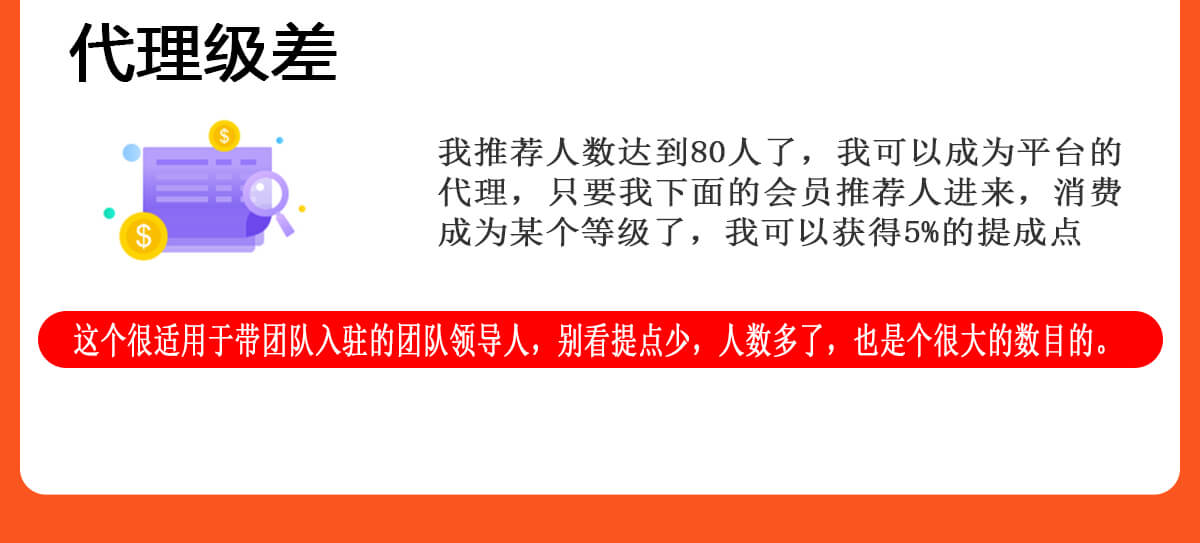 代理级差
$
我推荐人数达到80人了，我可以成为平台的
代理，只要我下面的会员推荐人进来，消费
$
成为某个等级了，我可以获得5%的提成点
这个很适用于带团队入驻的团队领导人，别看提点少，人数多了，也是个很大的数目的。